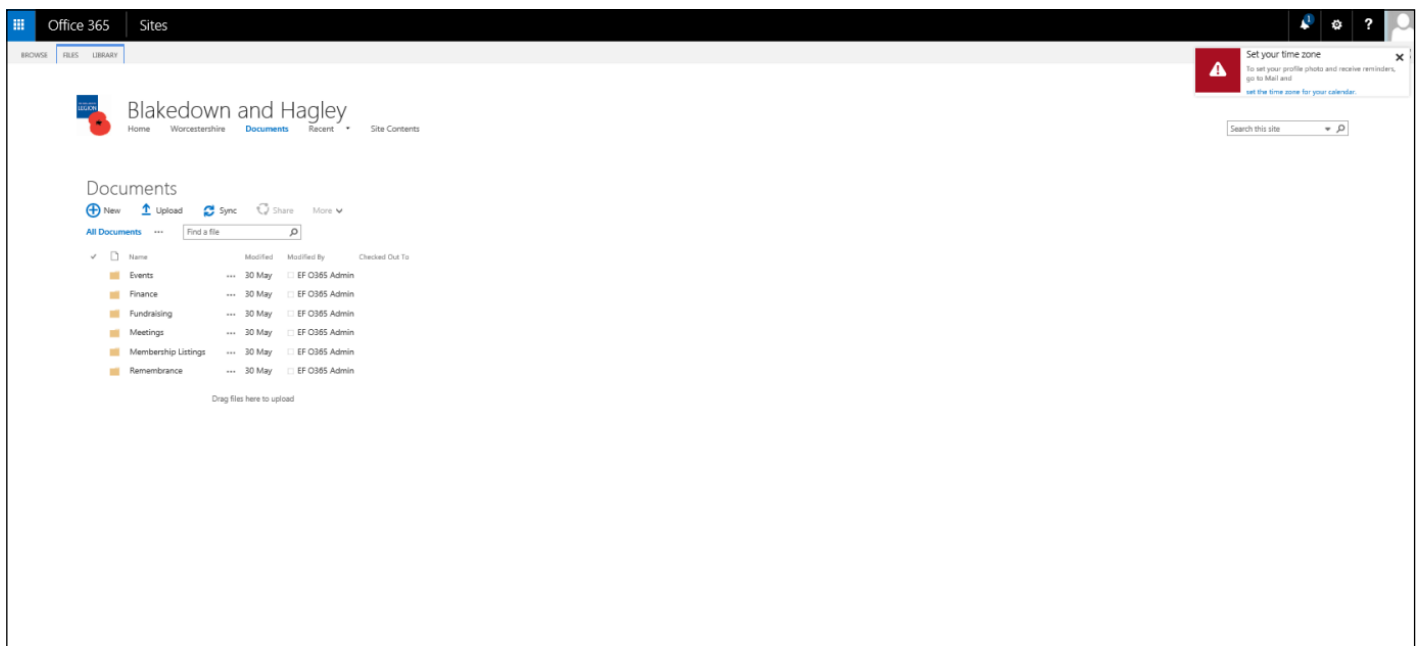 Office 365 Sites 1 ?
BROWSE FILES LIBRARY
Set your time zone
To set your profile photo and receive reminders,
go to Mail and
set the time zone for your calendar.
LEGION
Blakedown and Hagley
Home Worcestershire Documents Recent Site Contents
Search this site
Documents
New Upload Sync Share More
All Documents ... Find a file
Name Modified Modified By Checked Out To
Events ... 30 May EF O365 Admin
Finance ... 30 May EF O365 Admin
Fundraising ... 30 May EF O365 Admin
Meetings ... 30 May EF O365 Admin
Membership Listings ... 30 May EF O365 Admin
Remembrance ... 30 May EF O365 Admin
Drag files here to upload